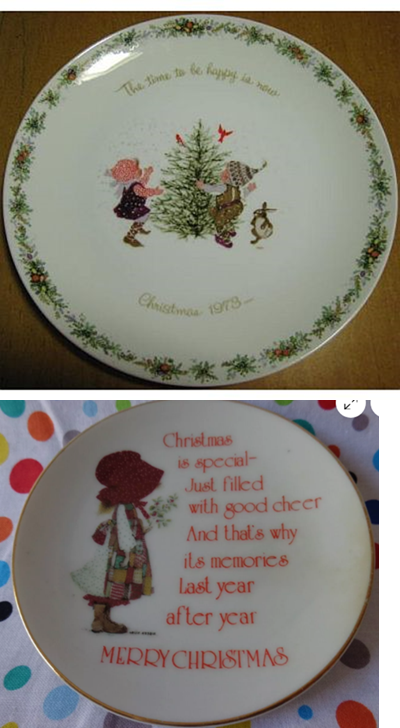 The time to be happy is now
Christmas 1973...
Christmas
is special-
Just filled
with good cheer
And that's why
its memories
Last year
after year
MERRY CHRISTMAS